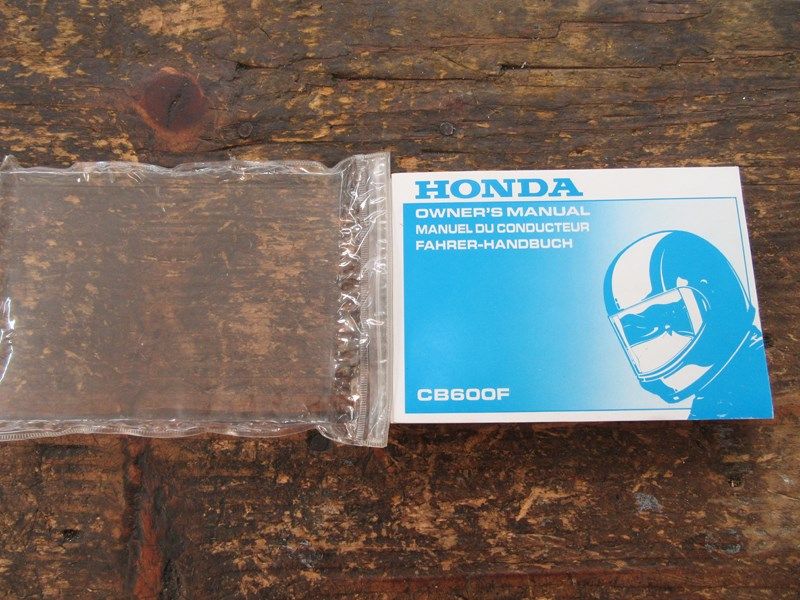 HONDA
OWNER'S MANUAL
MANUEL DU CONDUCTEUR
FAHRER-HANDBUCH
CB600F